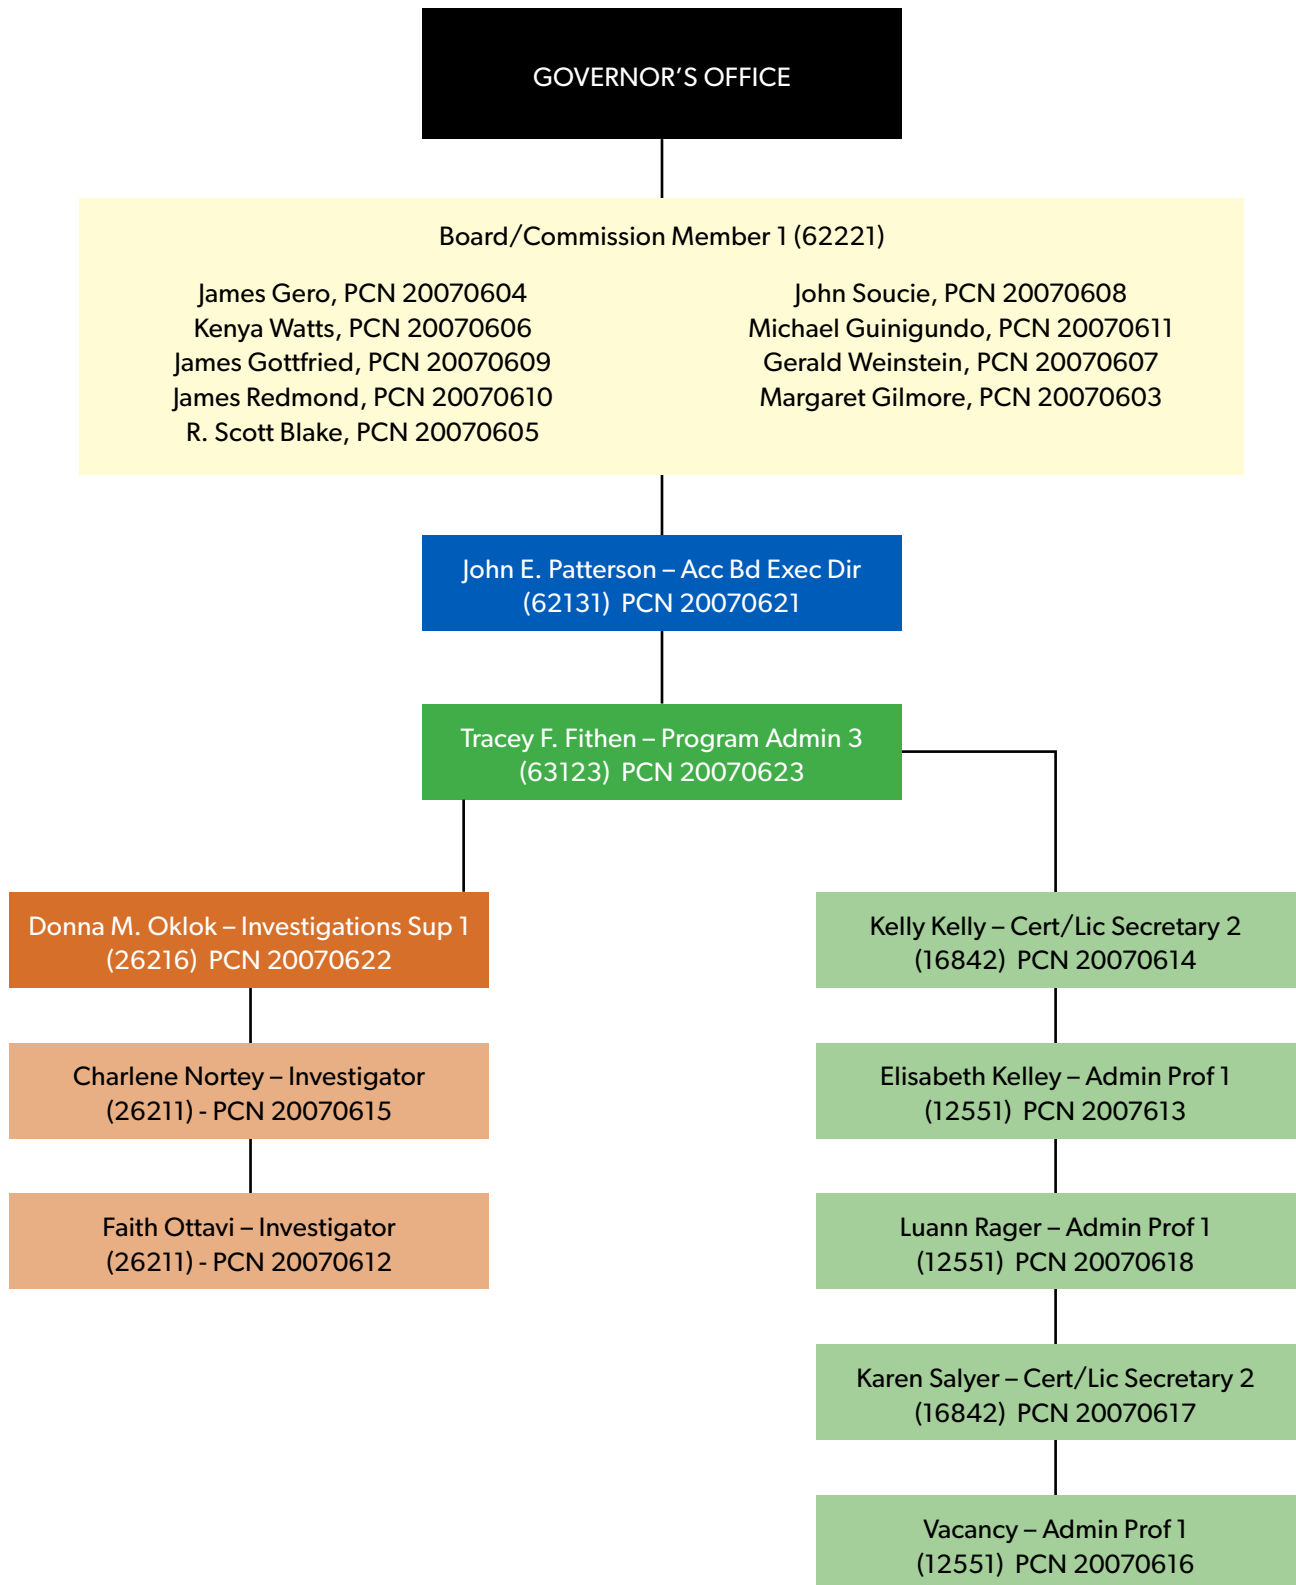 GOVERNOR’S OFFICE
Board/Commission Member 1 (62221)
James Gero, PCN 20070604
Kenya Watts, PCN 20070606
James Gottfried, PCN 20070609
James Redmond, PCN 20070610
R. Scott Blake, PCN 20070605
John Soucie, PCN 20070608
Michael Guinigundo, PCN 20070611
Gerald Weinstein, PCN 20070607
Margaret Gilmore, PCN 20070603
John E. Patterson – Acc Bd Exec Dir
(62131) PCN 20070621
Tracey F. Fithen – Program Admin 3
(63123) PCN 20070623
Donna M. Oklok – Investigations Sup 1
(26216) PCN 20070622
Charlene Nortey – Investigator
(26211) - PCN 20070615
Faith Ottavi – Investigator
(26211) - PCN 20070612
Kelly Kelly – Cert/Lic Secretary 2
(16842) PCN 20070614
Elisabeth Kelley – Admin Prof 1
(12551) PCN 2007613
Luann Rager – Admin Prof 1
(12551) PCN 20070618
Karen Salyer – Cert/Lic Secretary 2
(16842) PCN 20070617
Vacancy – Admin Prof 1
(12551) PCN 20070616